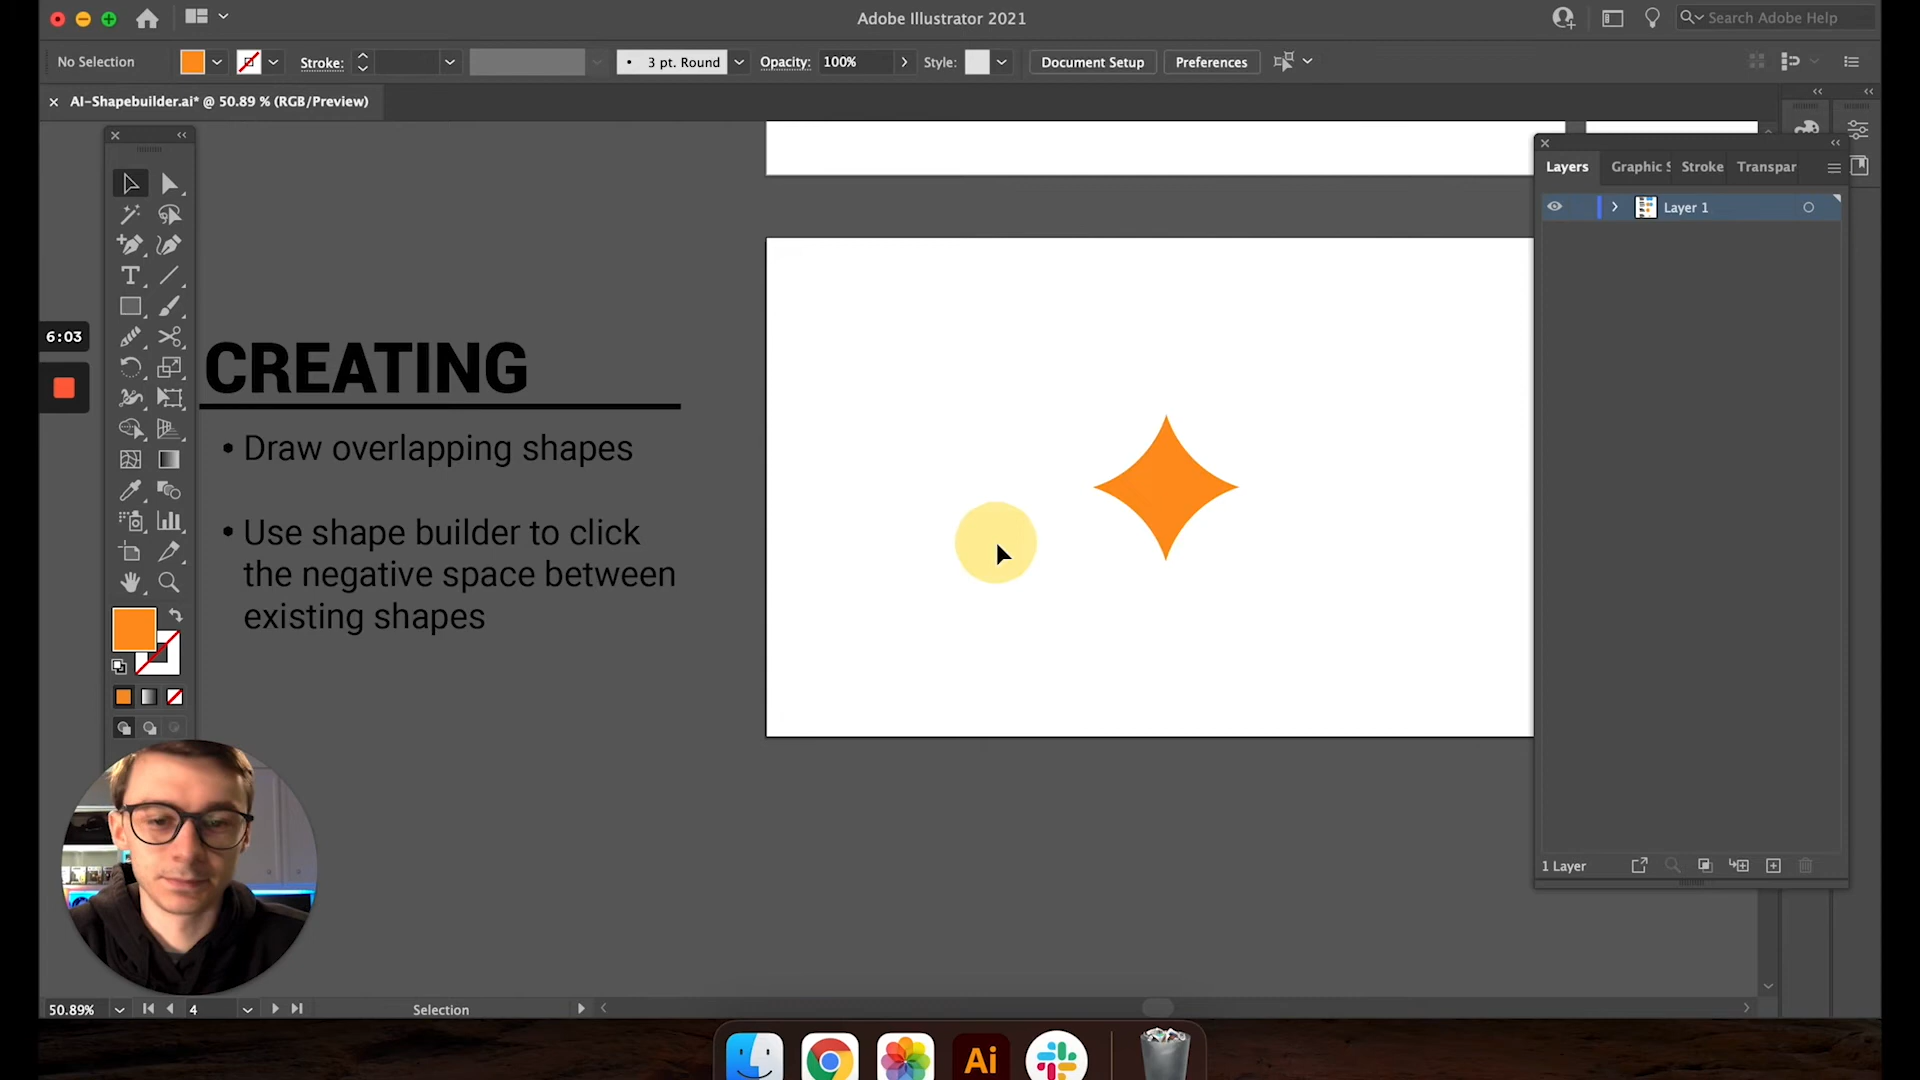 Adobe Illustrator 2021
Search Adobe Help
No Selection
Stroke:
3 pt. Round
Opacity: 100%
Style:
Document Setup
Preferences
× AI-Shapebuilder.ai* @ 50.89 % (RGB/Preview)
Layers Graphic S Stroke Transpar
Layer 1
6:03
CREATING
• Draw overlapping shapes
• Use shape builder to click
the negative space between
existing shapes
1 Layer
50.89%
4
Selection
Ai